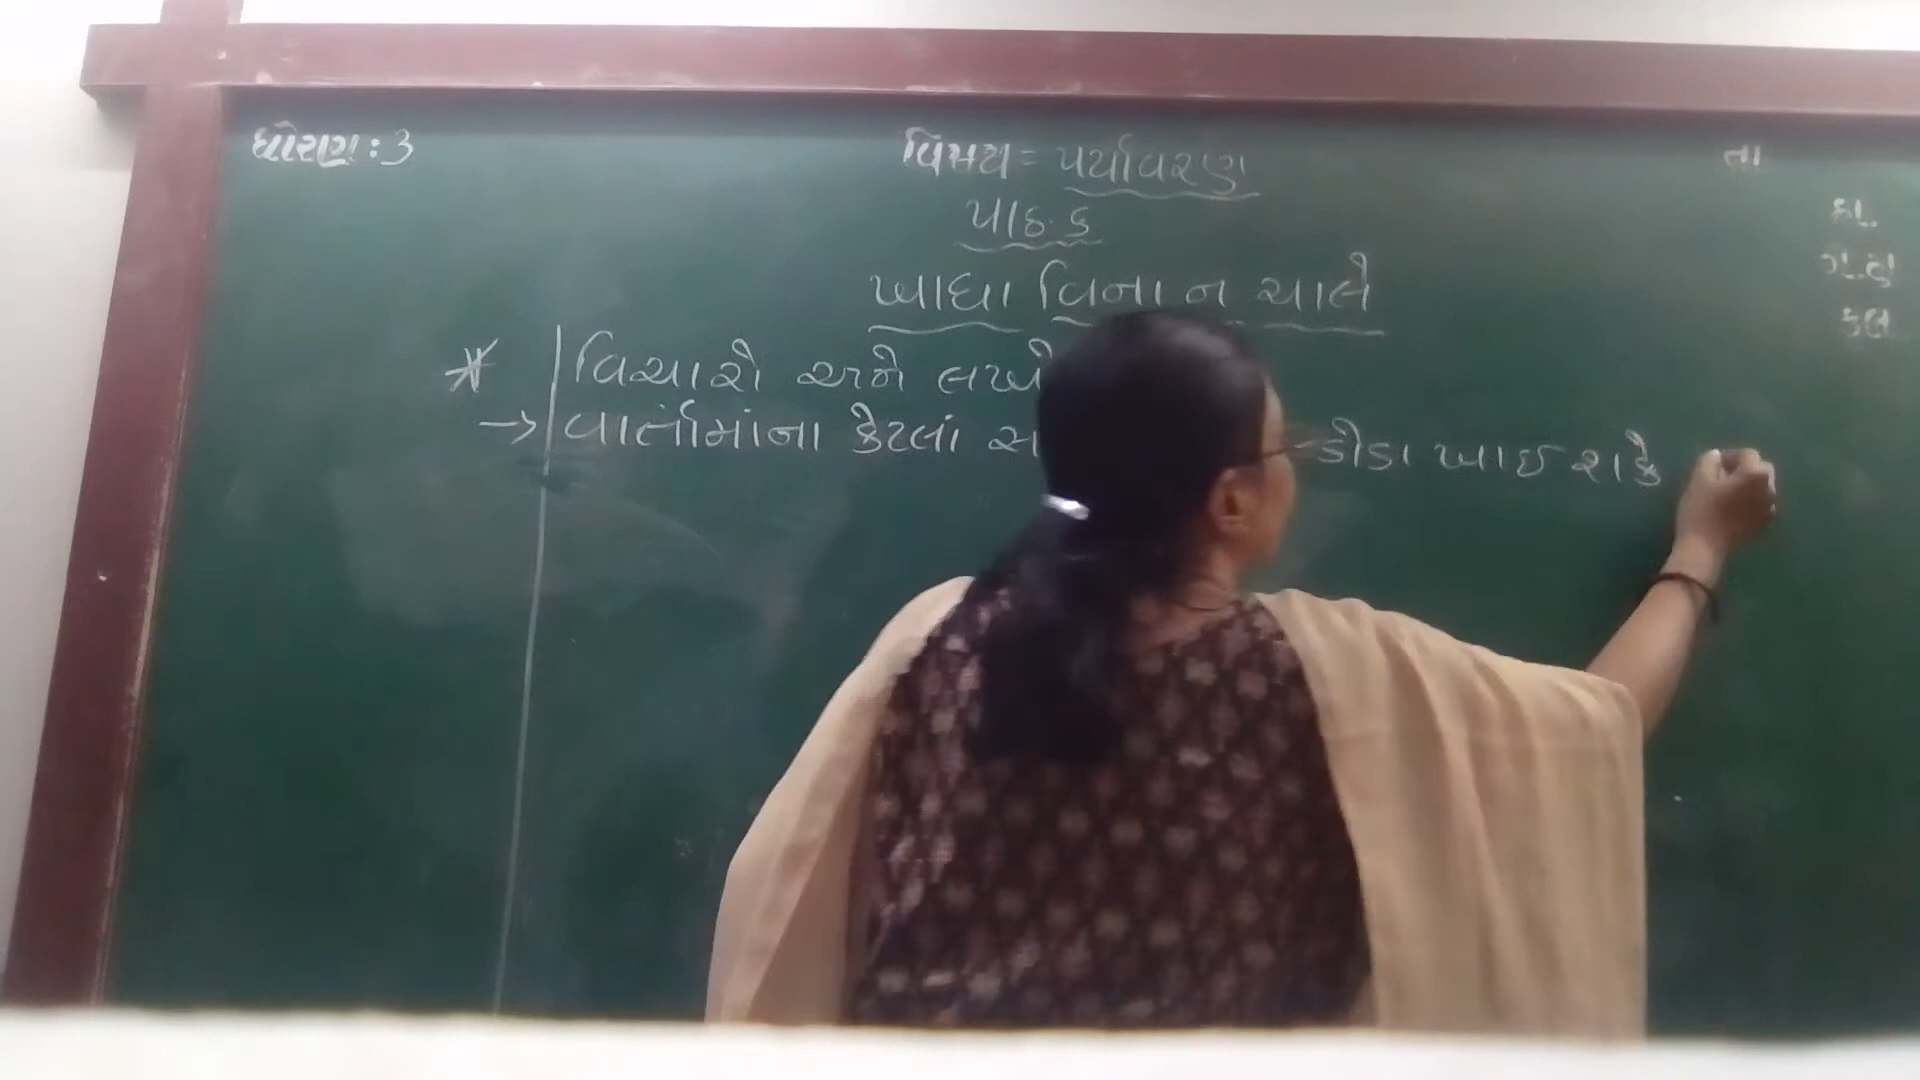 ધોરણ : 3
વિષય = પર્યાવરણ
તા
પાઠ. ૬
ખાધા વિના ન ચાલે
* વિચારો અને લખો
→ વાર્તામાંના કેટલાં સ કોડા ખાઈ શકે